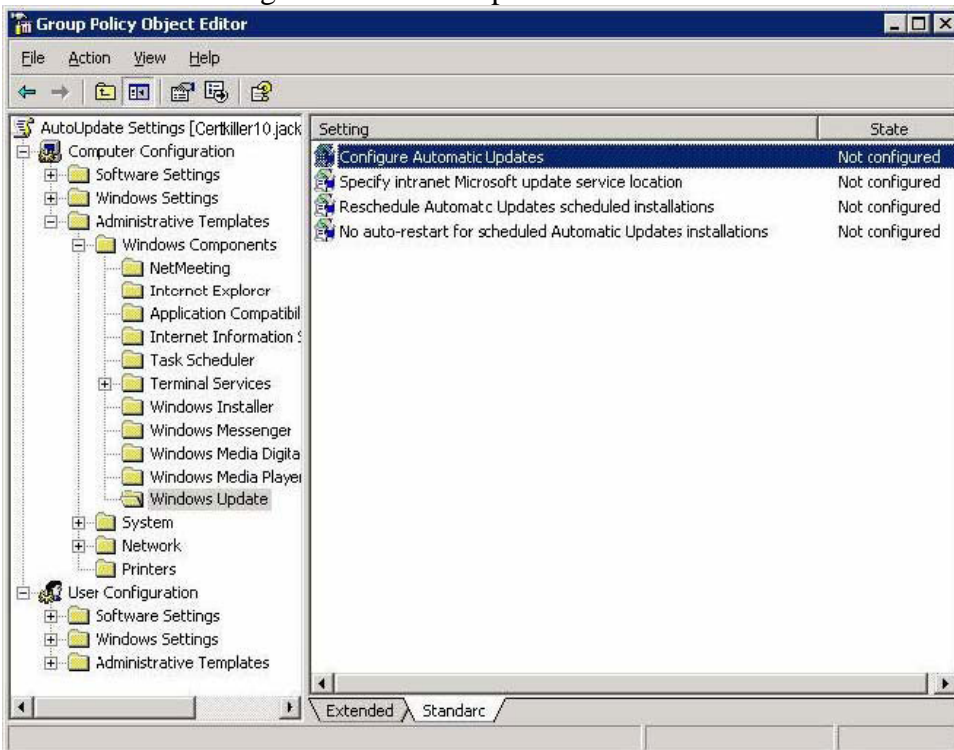 Group Policy Object Editor
File Action View Help
AutoUpdate Settings [Certkiller10.jack
Computer Configuration
Software Settings
Windows Settings
Administrative Templates
Windows Components
NetMeeting
Internet Explorer
Application Compatibil
Internet Information S
Task Scheduler
Terminal Services
Windows Installer
Windows Messenger
Windows Media Digita
Windows Media Player
Windows Update
System
Network
Printers
User Configuration
Software Settings
Windows Settings
Administrative Templates
Setting State
Configure Automatic Updates Not configured
Specify intranet Microsoft update service location Not configured
Reschedule Automatc Updates scheduled installations Not configured
No auto-restart for scheduled Automatic Updates installations Not configured
Extended Standarc